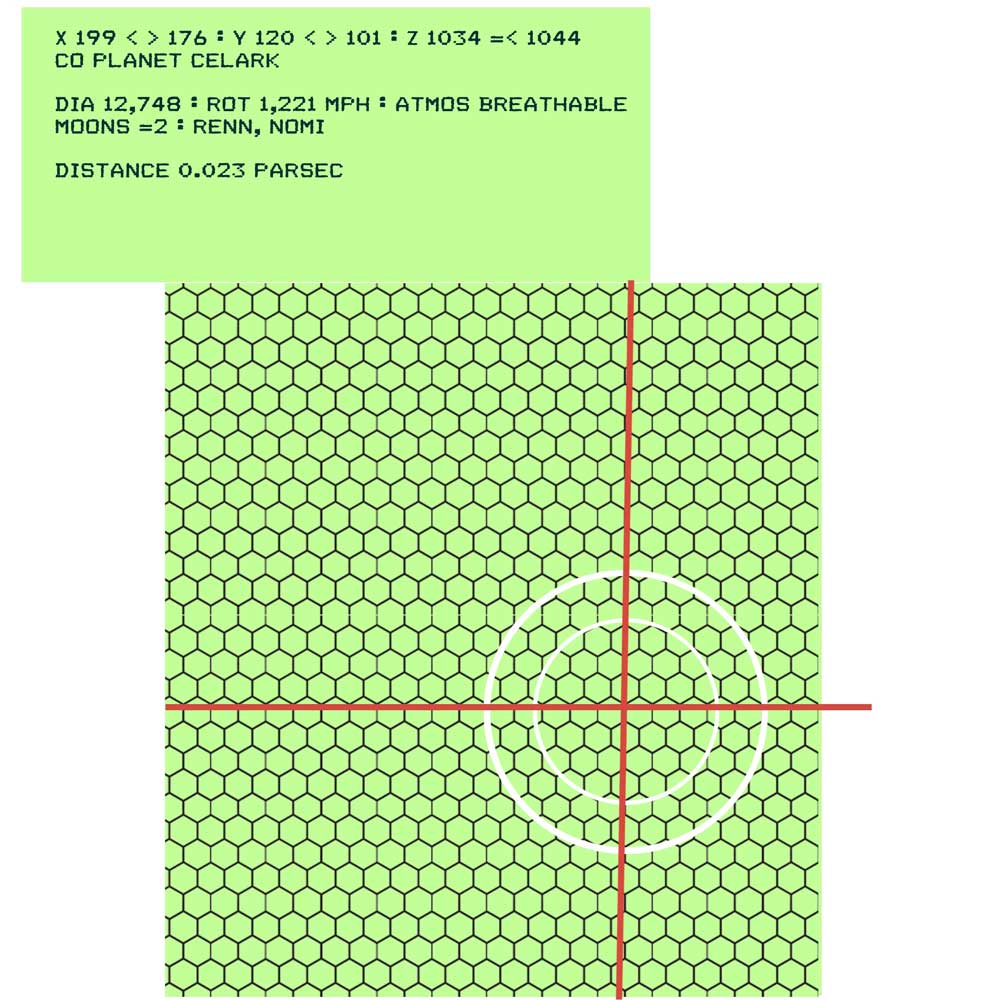 X 199 < > 176 : Y 120 < > 101 : Z 1034 =< 1044
CO PLANET CELARK
DIA 12,748 : ROT 1,221 MPH : ATMOS BREATHABLE
MOONS =2 : RENN, NOMI
DISTANCE 0.023 PARSEC